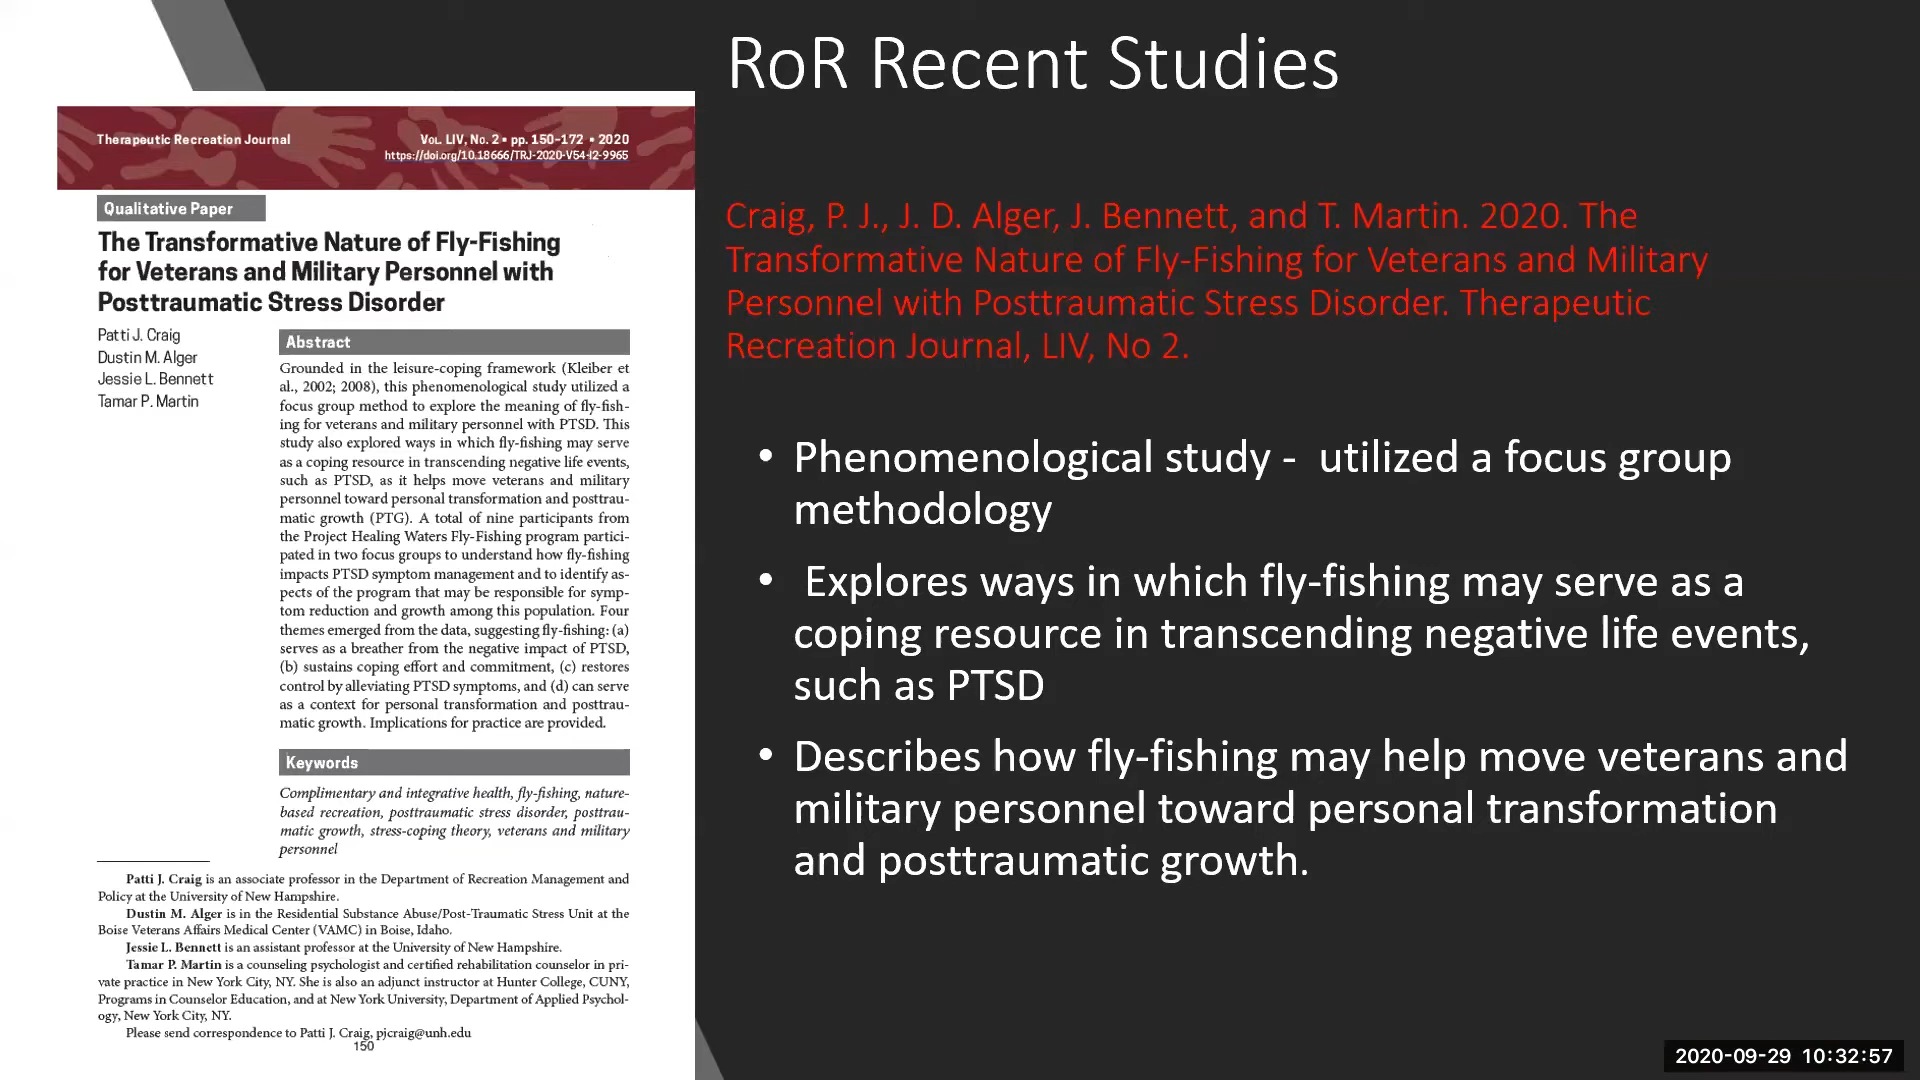 RoR Recent Studies
Therapeutic Recreation Journal
Vol. LIV, No. 2 • pp. 150–172 • 2020
https://doi.org/10.18666/TRJ-2020-V54-I2-9965
Qualitative Paper
The Transformative Nature of Fly-Fishing
for Veterans and Military Personnel with
Posttraumatic Stress Disorder
Patti J. Craig
Dustin M. Alger
Jessie L. Bennett
Tamar P. Martin
Abstract
Grounded in the leisure-coping framework (Kleiber et
al., 2002; 2008), this phenomenological study utilized a
focus group method to explore the meaning of fly-fish-
ing for veterans and military personnel with PTSD. This
study also explored ways in which fly-fishing may serve
as a coping resource in transcending negative life events,
such as PTSD, as it helps move veterans and military
personnel toward personal transformation and posttrau-
matic growth (PTG). A total of nine participants from
the Project Healing Waters Fly-Fishing program partici-
pated in two focus groups to understand how fly-fishing
impacts PTSD symptom management and to identify as-
pects of the program that may be responsible for symp-
tom reduction and growth among this population. Four
themes emerged from the data, suggesting fly-fishing: (a)
serves as a breather from the negative impact of PTSD,
(b) sustains coping effort and commitment, (c) restores
control by alleviating PTSD symptoms, and (d) can serve
as a context for personal transformation and posttrau-
matic growth. Implications for practice are provided.
Keywords
Complimentary and integrative health, fly-fishing, nature-
based recreation, posttraumatic stress disorder, posttrau-
matic growth, stress-coping theory, veterans and military
personnel
Patti J. Craig is an associate professor in the Department of Recreation Management and
Policy at the University of New Hampshire.
Dustin M. Alger is in the Residential Substance Abuse/Post-Traumatic Stress Unit at the
Boise Veterans Affairs Medical Center (VAMC) in Boise, Idaho.
Jessie L. Bennett is an assistant professor at the University of New Hampshire.
Tamar P. Martin is a counseling psychologist and certified rehabilitation counselor in pri-
vate practice in New York City, NY. She is also an adjunct instructor at Hunter College, CUNY,
Programs in Counselor Education, and at New York University, Department of Applied Psychol-
ogy, New York City, NY.
Please send correspondence to Patti J. Craig, pjcraig@unh.edu
150
Craig, P. J., J. D. Alger, J. Bennett, and T. Martin. 2020. The
Transformative Nature of Fly-Fishing for Veterans and Military
Personnel with Posttraumatic Stress Disorder. Therapeutic
Recreation Journal, LIV, No 2.
• Phenomenological study - utilized a focus group
methodology
• Explores ways in which fly-fishing may serve as a
coping resource in transcending negative life events,
such as PTSD
• Describes how fly-fishing may help move veterans and
military personnel toward personal transformation
and posttraumatic growth.
2020-09-29 10:32:57